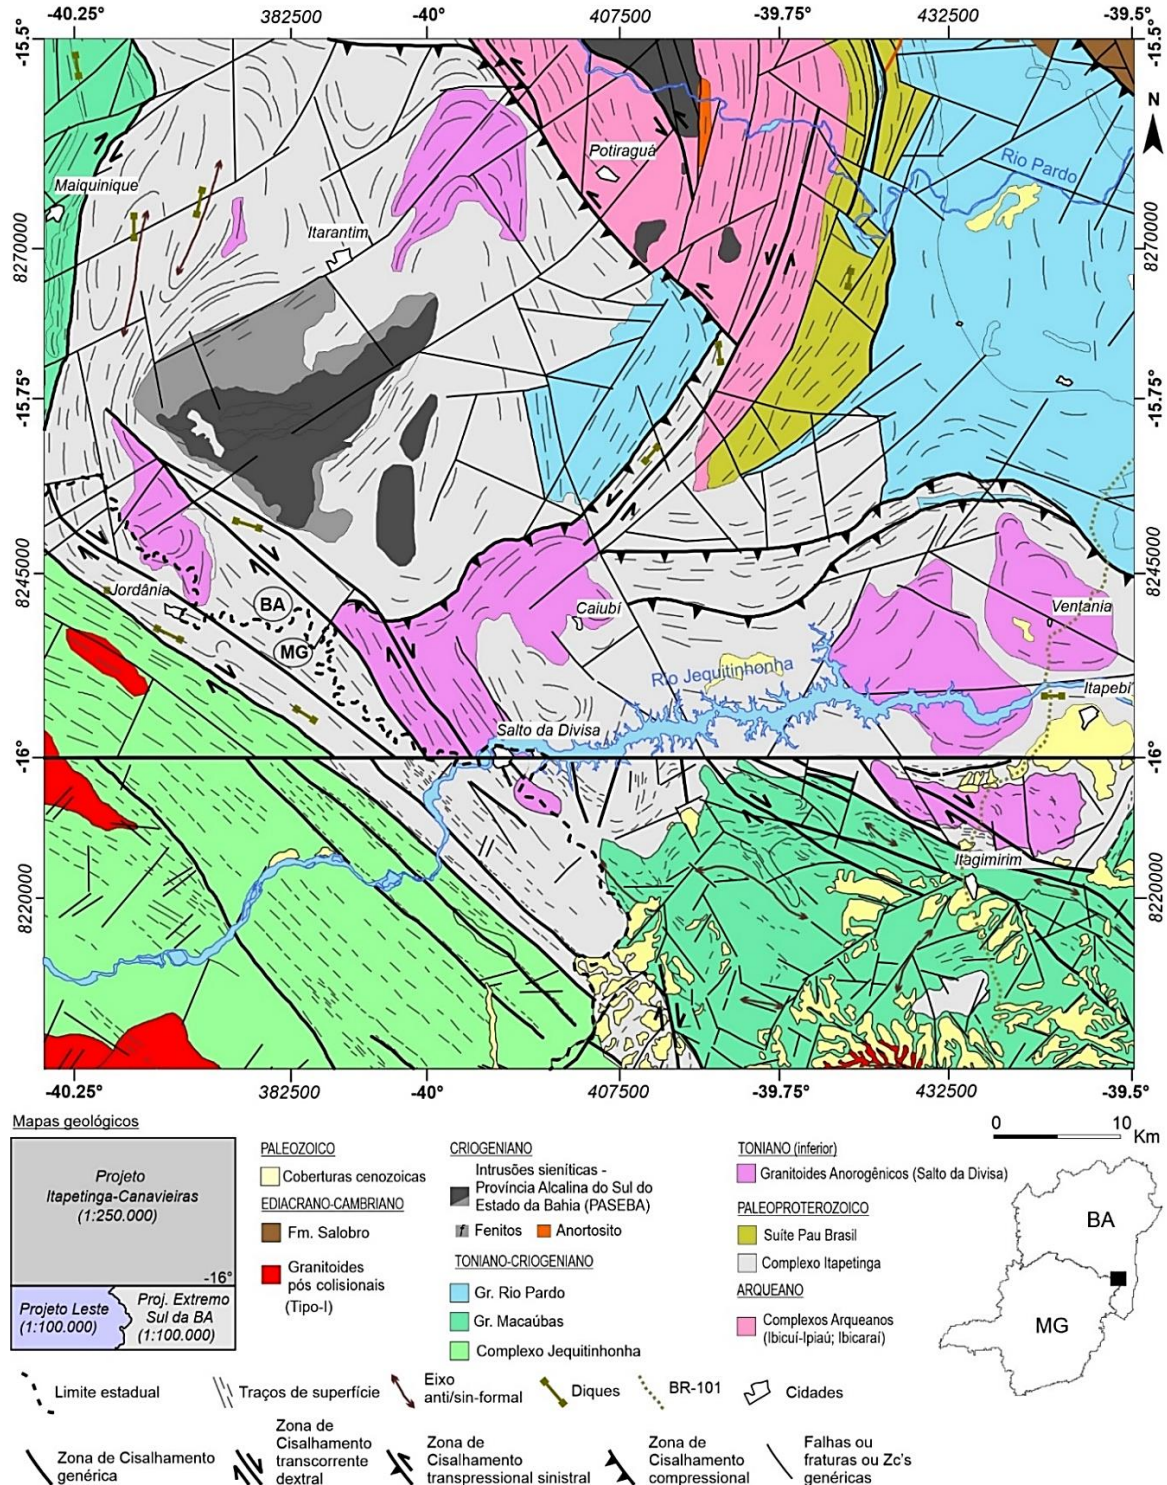 -40.25° 382500 -40° 407500 -39.75° 432500 -39.5°
-15.5° -15.5°
N
Potiraguá
Rio Pardo
Maiquinique
Itarantim
8270000 8270000
-15.75° -15.75°
8245000 8245000
Jordânia
BA
MG
Caiubí
Ventania
Rio Jequitinhonha
Itapebi
Salto da Divisa
-16° -16°
Itagimirim
8220000 8220000
-40.25° 382500 -40° 407500 -39.75° 432500 -39.5°
Mapas geológicos
Projeto
Itapetinga-Canavieiras
(1:250.000)
-16°
Projeto Leste
(1:100.000)
Proj. Extremo
Sul da BA
(1:100.000)
PALEOZOICO
Coberturas cenozoicas
EDIACRANO-CAMBRIANO
Fm. Salobro
Granitoides
pós colisionais
(Tipo-I)
CRIOGENIANO
Intrusões sieníticas -
Província Alcalina do Sul do
Estado da Bahia (PASEBA)
f Fenitos Anortosito
TONIANO-CRIOGENIANO
Gr. Rio Pardo
Gr. Macaúbas
Complexo Jequitinhonha
TONIANO (inferior)
Granitoides Anorogênicos (Salto da Divisa)
PALEOPROTEROZOICO
Suíte Pau Brasil
Complexo Itapetinga
ARQUEANO
Complexos Arqueanos
(Ibicuí-Ipiaú; Ibicaraí)
0 10
Km
BA
MG
Limite estadual
Traços de superfície
Eixo
anti/sin-formal
Diques
BR-101
Cidades
Zona de Cisalhamento
genérica
Zona de
Cisalhamento
transcorrente
dextral
Zona de
Cisalhamento
transpressional sinistral
Zona de
Cisalhamento
compressional
Falhas ou
fraturas ou Zc's
genéricas